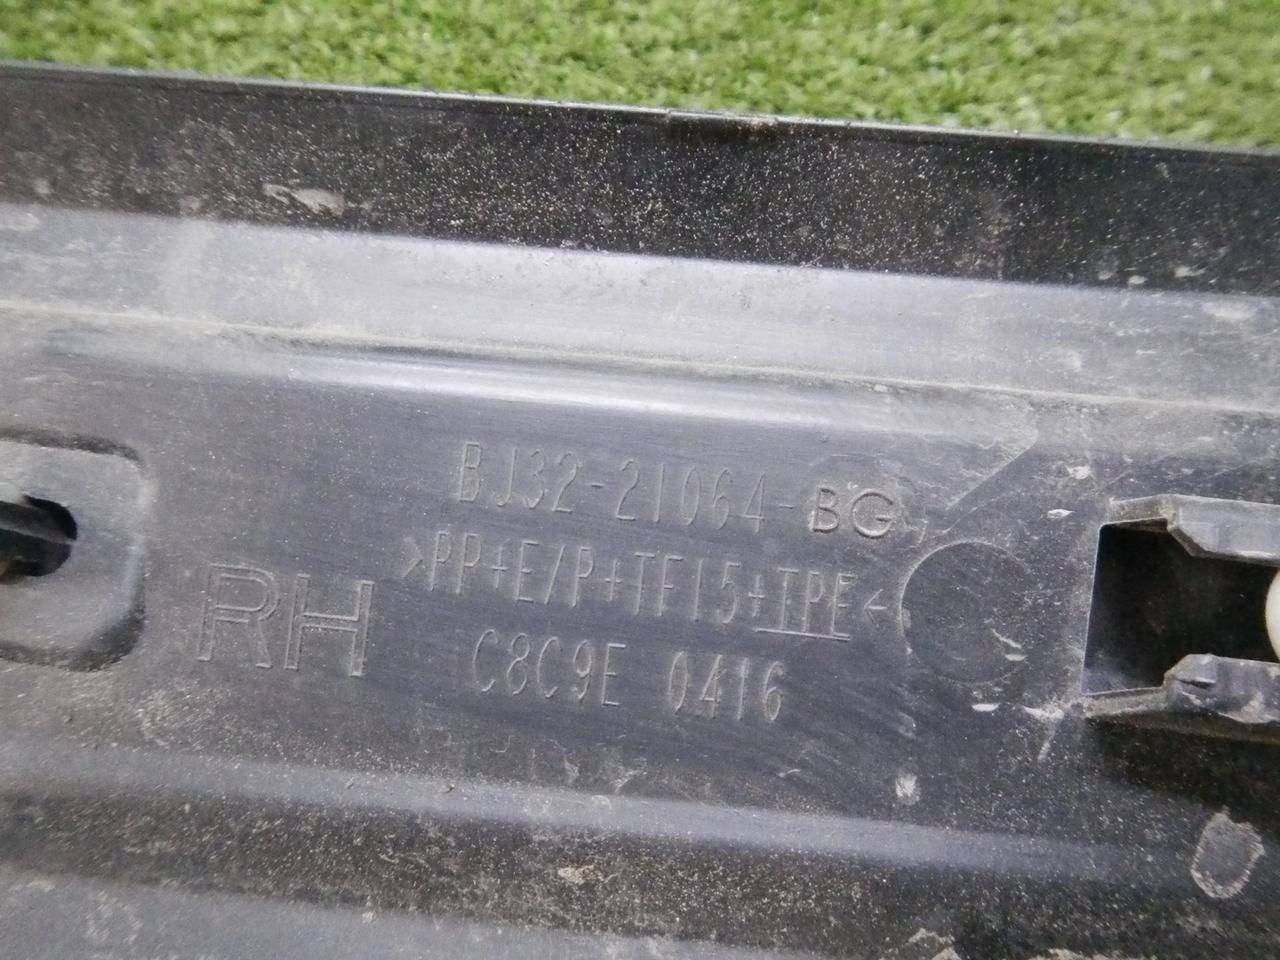 BJ32-21064-BG
>PP+E/P+TF15+TPE<
RH
C8C9E 0416